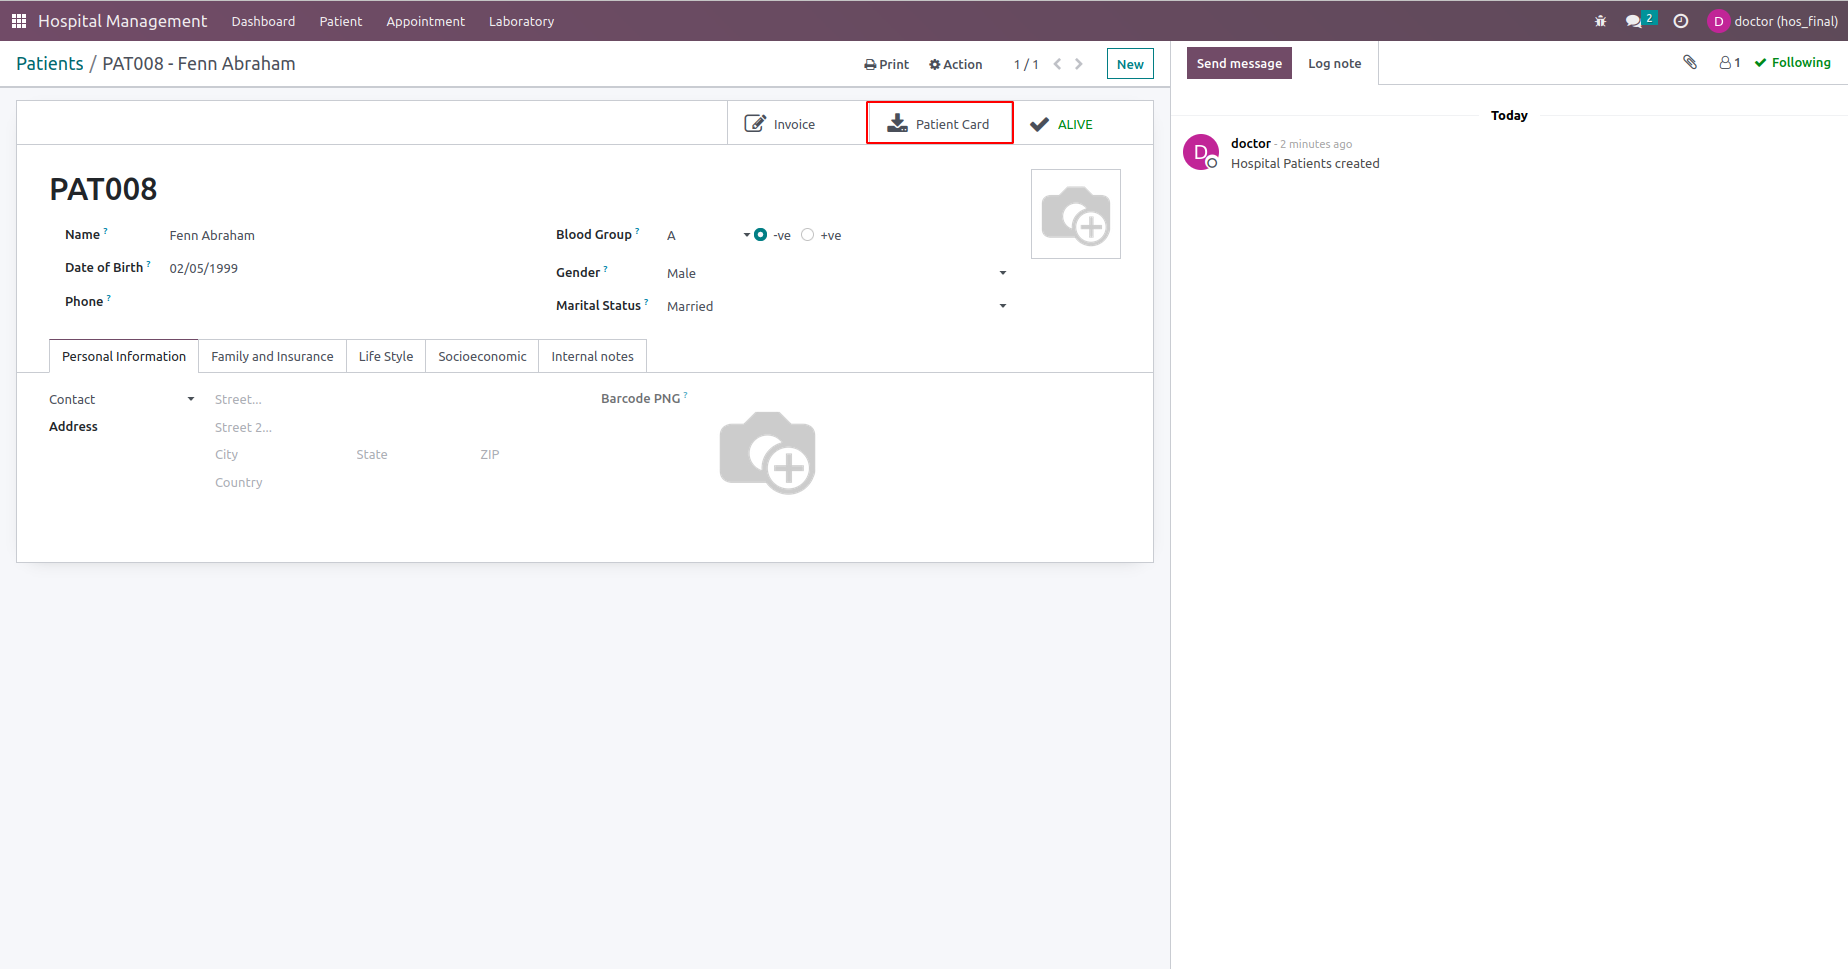 Hospital Management Dashboard Patient Appointment Laboratory 2 D doctor (hos_final)
Patients / PAT008 - Fenn Abraham Print Action 1 / 1 New Send message Log note 1 Following
Invoice Patient Card ALIVE
Today
D doctor - 2 minutes ago
Hospital Patients created
PAT008
Name ? Fenn Abraham Blood Group ? A -ve +ve
Date of Birth ? 02/05/1999 Gender ? Male
Phone ? Marital Status ? Married
Personal Information Family and Insurance Life Style Socioeconomic Internal notes
Contact Street... Barcode PNG ?
Address Street 2...
City State ZIP
Country